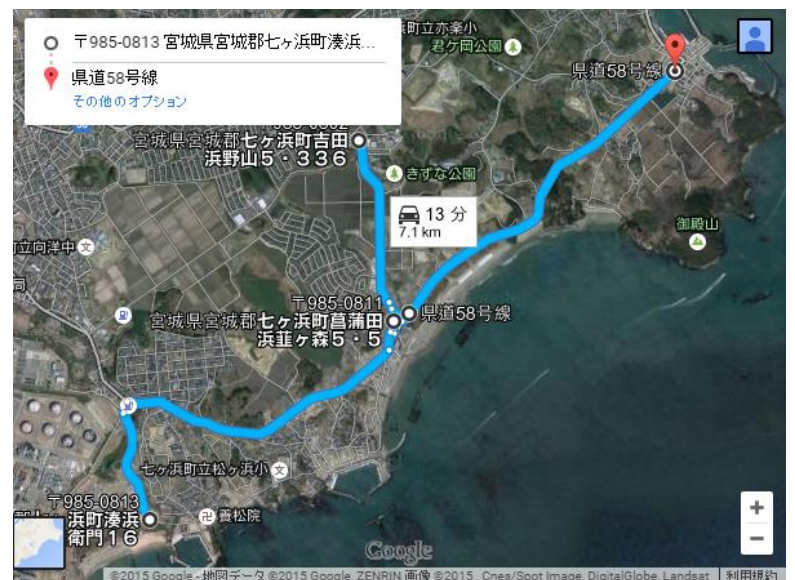 〒985-0813 宮城県宮城郡七ヶ浜町湊浜...
県道58号線
その他のオプション
町立亦楽小
君ケ岡公園
県道58号線
宮城県宮城郡七ヶ浜町吉田
浜野山5・336
きずな公園
13 分
7.1 km
御殿山
町立向洋中
局
〒985-0811
宮城県宮城郡七ヶ浜町菖蒲田
浜韮ヶ森5・5
県道58号線
七ヶ浜町立松ヶ浜小
〒985-0813
浜町湊浜
衛門16
養松院
+
−
Google
©2015 Google - 地図データ ©2015 Google, ZENRIN 画像 ©2015 , Cnes/Spot Image, DigitalGlobe, Landsat
利用規約